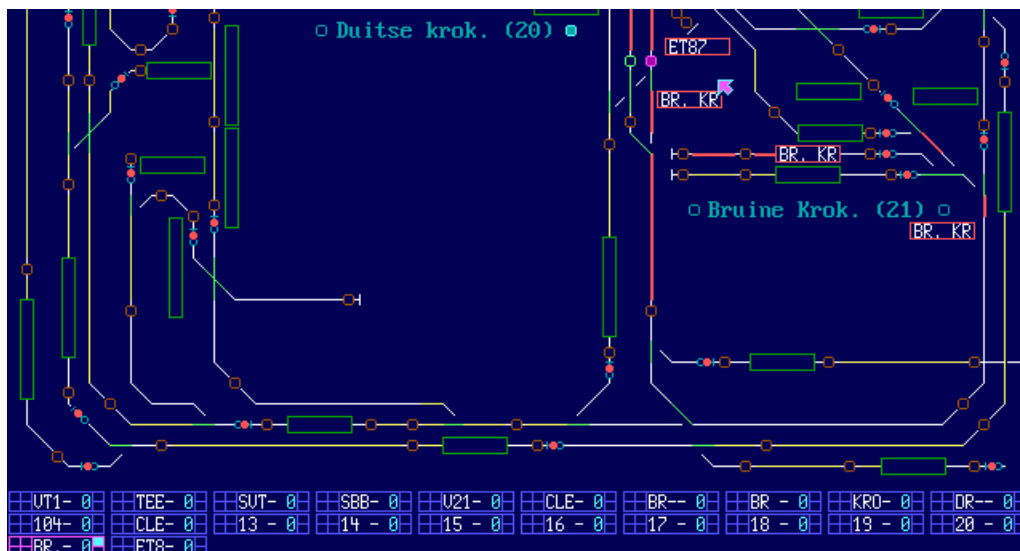 Duitse krok. (20)
ET87
BR. KR
BR. KR
Bruine Krok. (21)
BR. KR
VT1- 0 TEE- 0 SVT- 0 SBB- 0 V21- 0 CLE- 0 BR-- 0 BR - 0 KRO- 0 DR-- 0
104- 0 CLE- 0 13 - 0 14 - 0 15 - 0 16 - 0 17 - 0 18 - 0 19 - 0 20 - 0
BR.- 0 ET8- 0